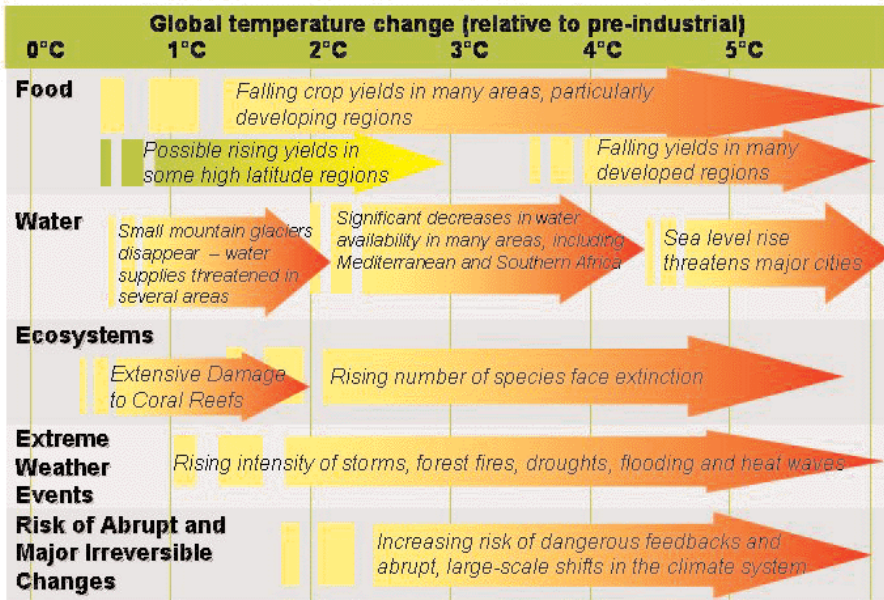 Global temperature change (relative to pre-industrial)
0°C 1°C 2°C 3°C 4°C 5°C
Food
Falling crop yields in many areas, particularly
developing regions
Possible rising yields in
some high latitude regions
Falling yields in many
developed regions
Water
Small mountain glaciers
disappear – water
supplies threatened in
several areas
Significant decreases in water
availability in many areas, including
Mediterranean and Southern Africa
Sea level rise
threatens major cities
Ecosystems
Extensive Damage
to Coral Reefs
Rising number of species face extinction
Extreme
Weather
Events
Rising intensity of storms, forest fires, droughts, flooding and heat waves
Risk of Abrupt and
Major Irreversible
Changes
Increasing risk of dangerous feedbacks and
abrupt, large-scale shifts in the climate system